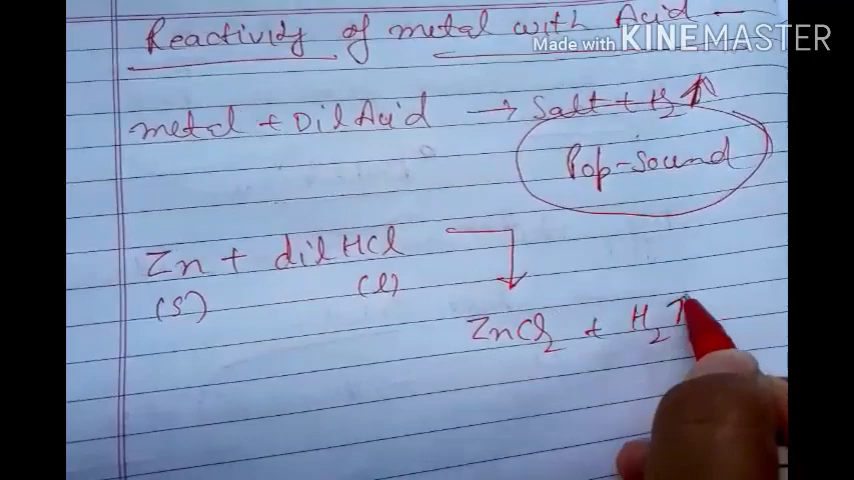 Reactivity of metal with Acid -
Made with KINEMASTER
metal + Dil Acid → Salt + H₂ ↑
Pop-sound
Zn + dil HCl
(s) (l)
ZnCl₂ + H₂ ↑